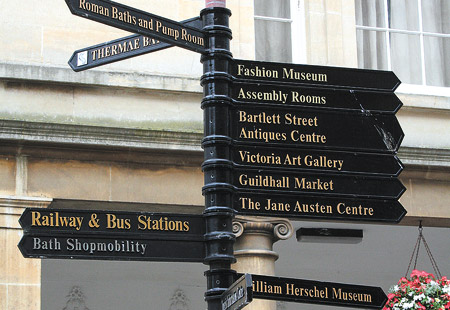 Roman Baths and Pump Room
THERMAE
Fashion Museum
Assembly Rooms
Bartlett Street
Antiques Centre
Victoria Art Gallery
Guildhall Market
The Jane Austen Centre
Railway & Bus Stations
Bath Shopmobility
William Herschel Museum